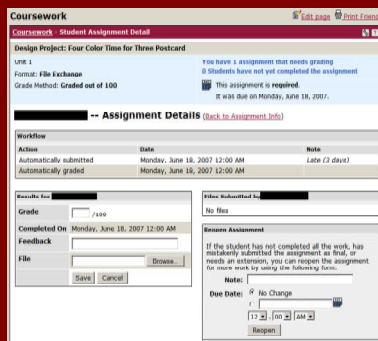 Coursework
Edit page Print Friend
Coursework - Student Assignment Detail
Design Project: Four Color Time for Three Postcard
Unit 1
Format: File Exchange
Grade Method: Graded out of 100
You have 1 assignment that needs grading
0 Students have not yet completed the assignment
This assignment is required.
It was due on Monday, June 18, 2007.
-- Assignment Details (Back to Assignment Info)
Workflow
Action Date Note
Automatically submitted Monday, June 18, 2007 12:00 AM Late (3 days)
Automatically graded Monday, June 18, 2007 12:00 AM
Results for
Grade /100
Completed On Monday, June 18, 2007 12:00 AM
Feedback
File Browse...
Save Cancel
Files Submitted by
No files
Reopen Assignment
If the student has not completed all the work, has
mistakenly submitted the assignment as final, or
needs an extension, you can reopen the assignment
for more work by using the following form.
Note:
Due Date: No Change
12 : 00 AM
Reopen